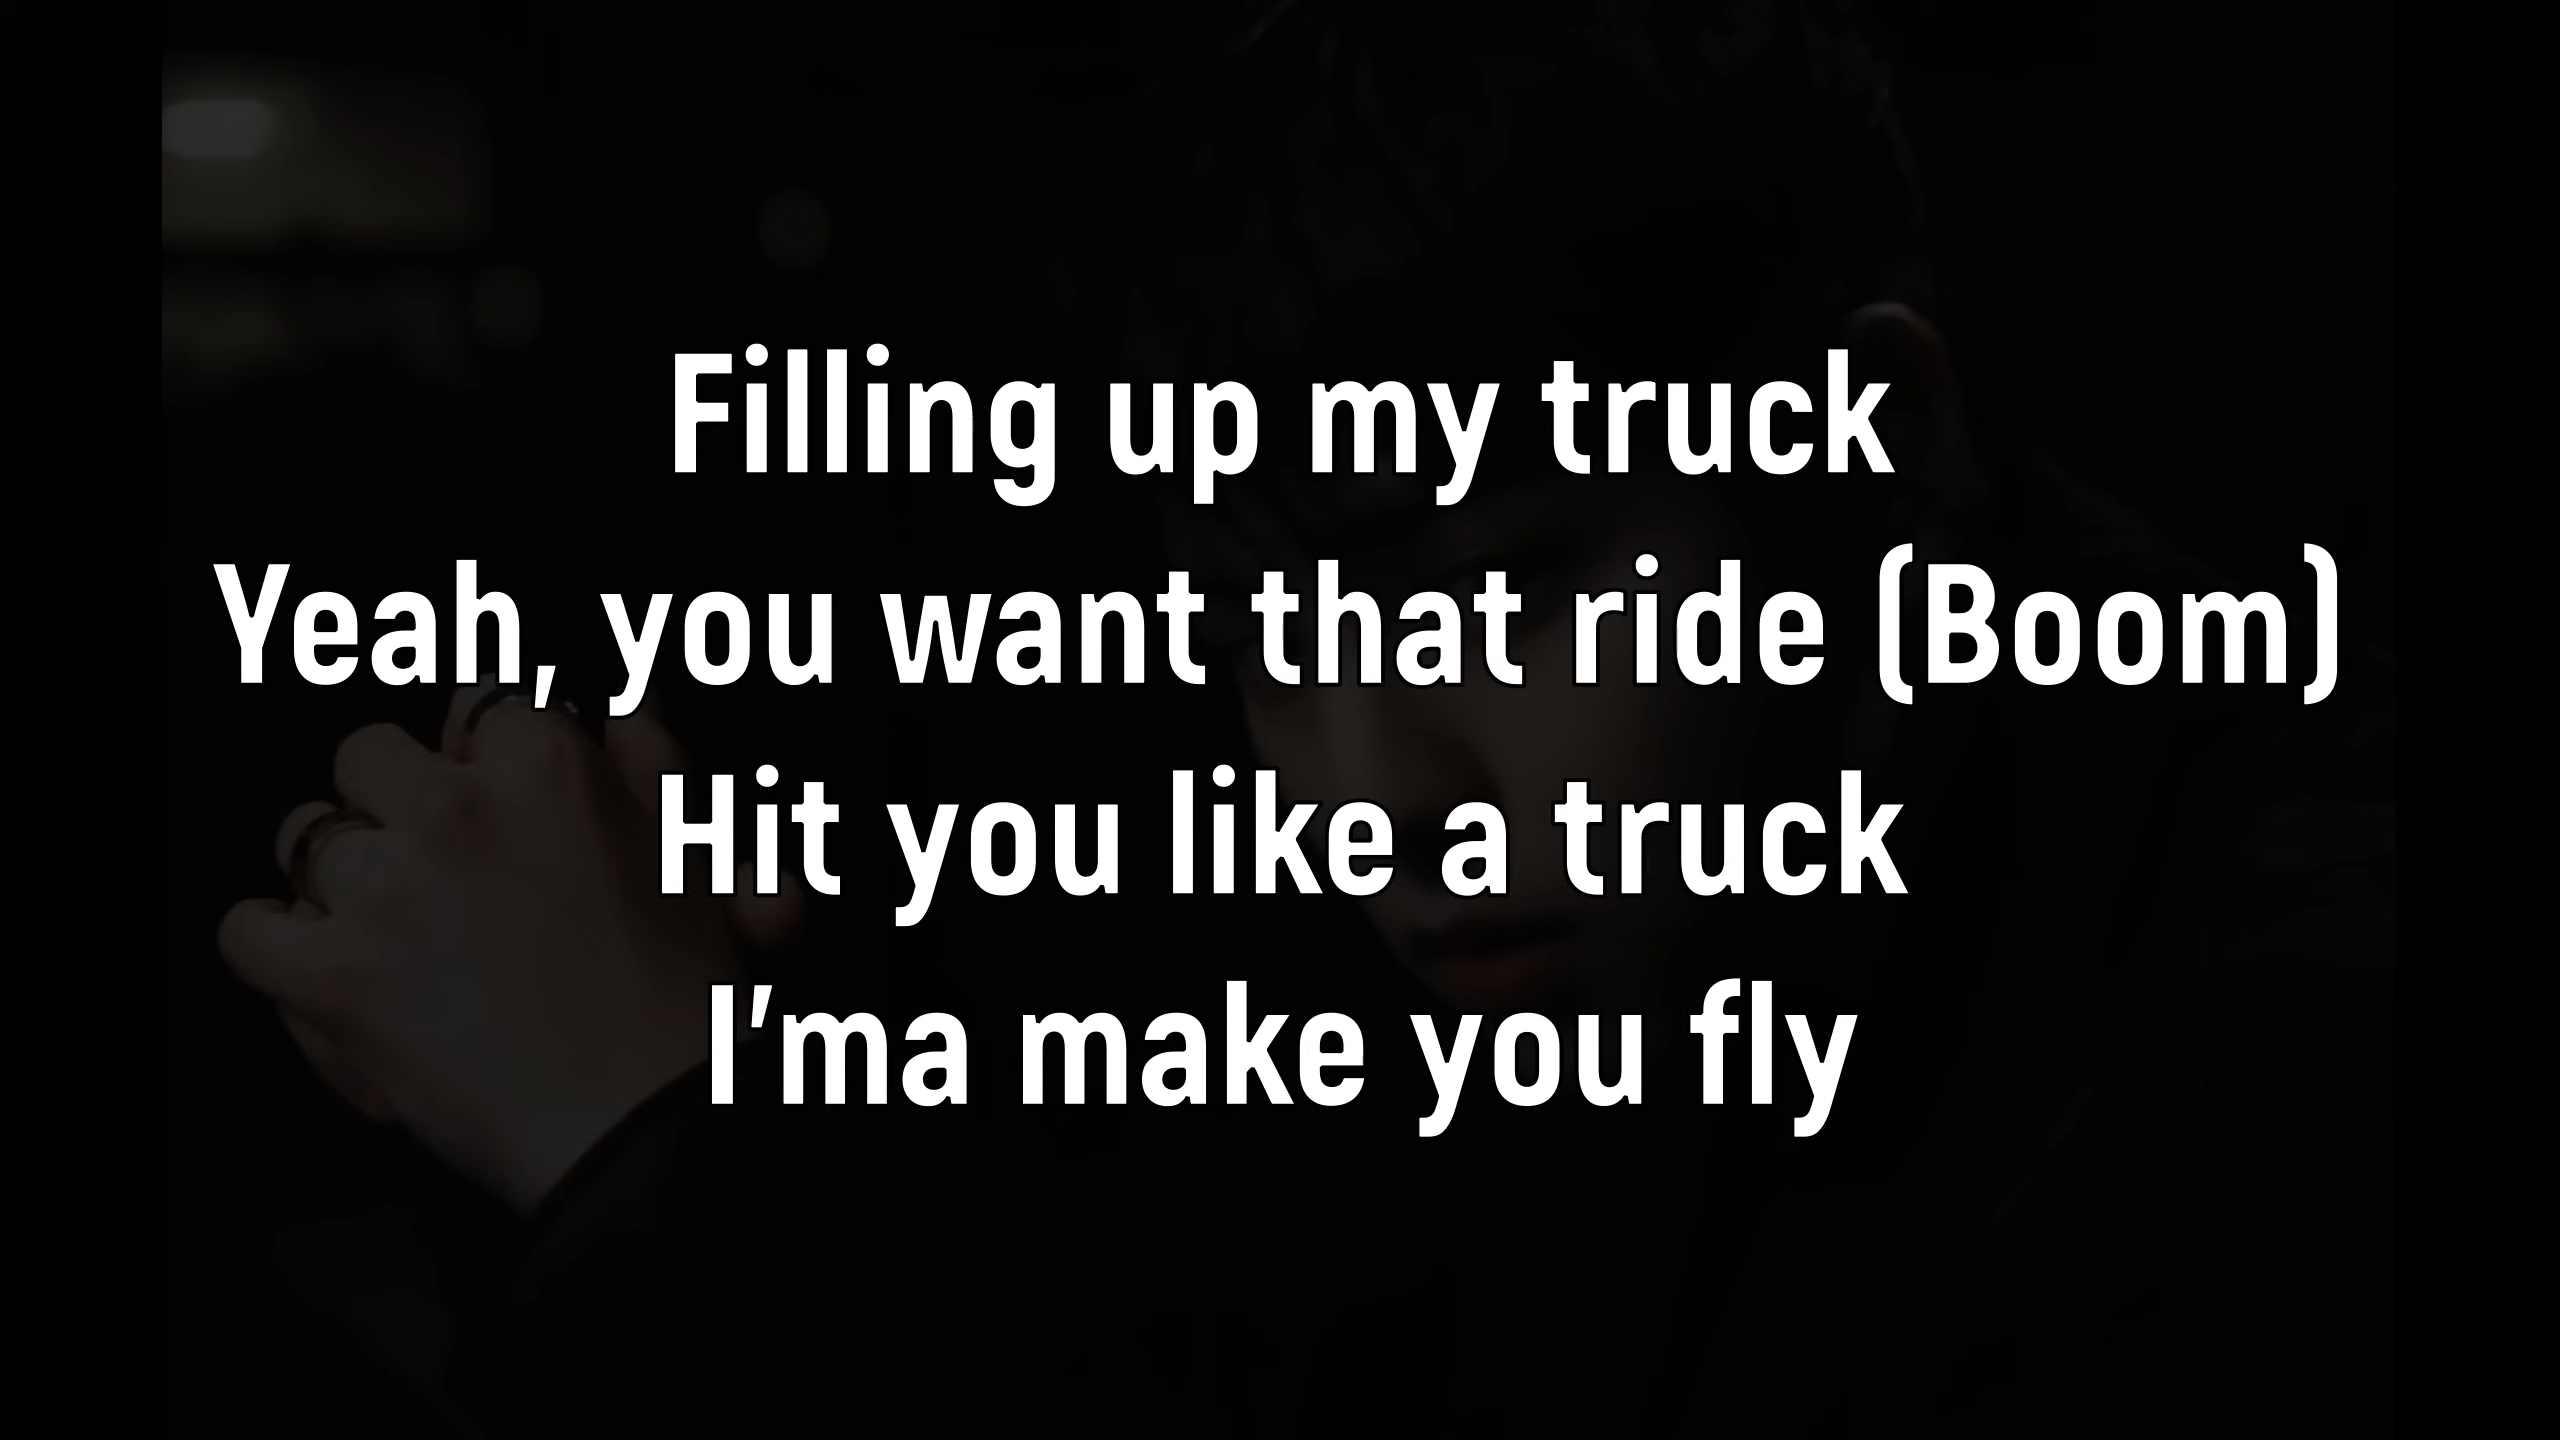 Filling up my truck
Yeah, you want that ride (Boom)
Hit you like a truck
I'ma make you fly